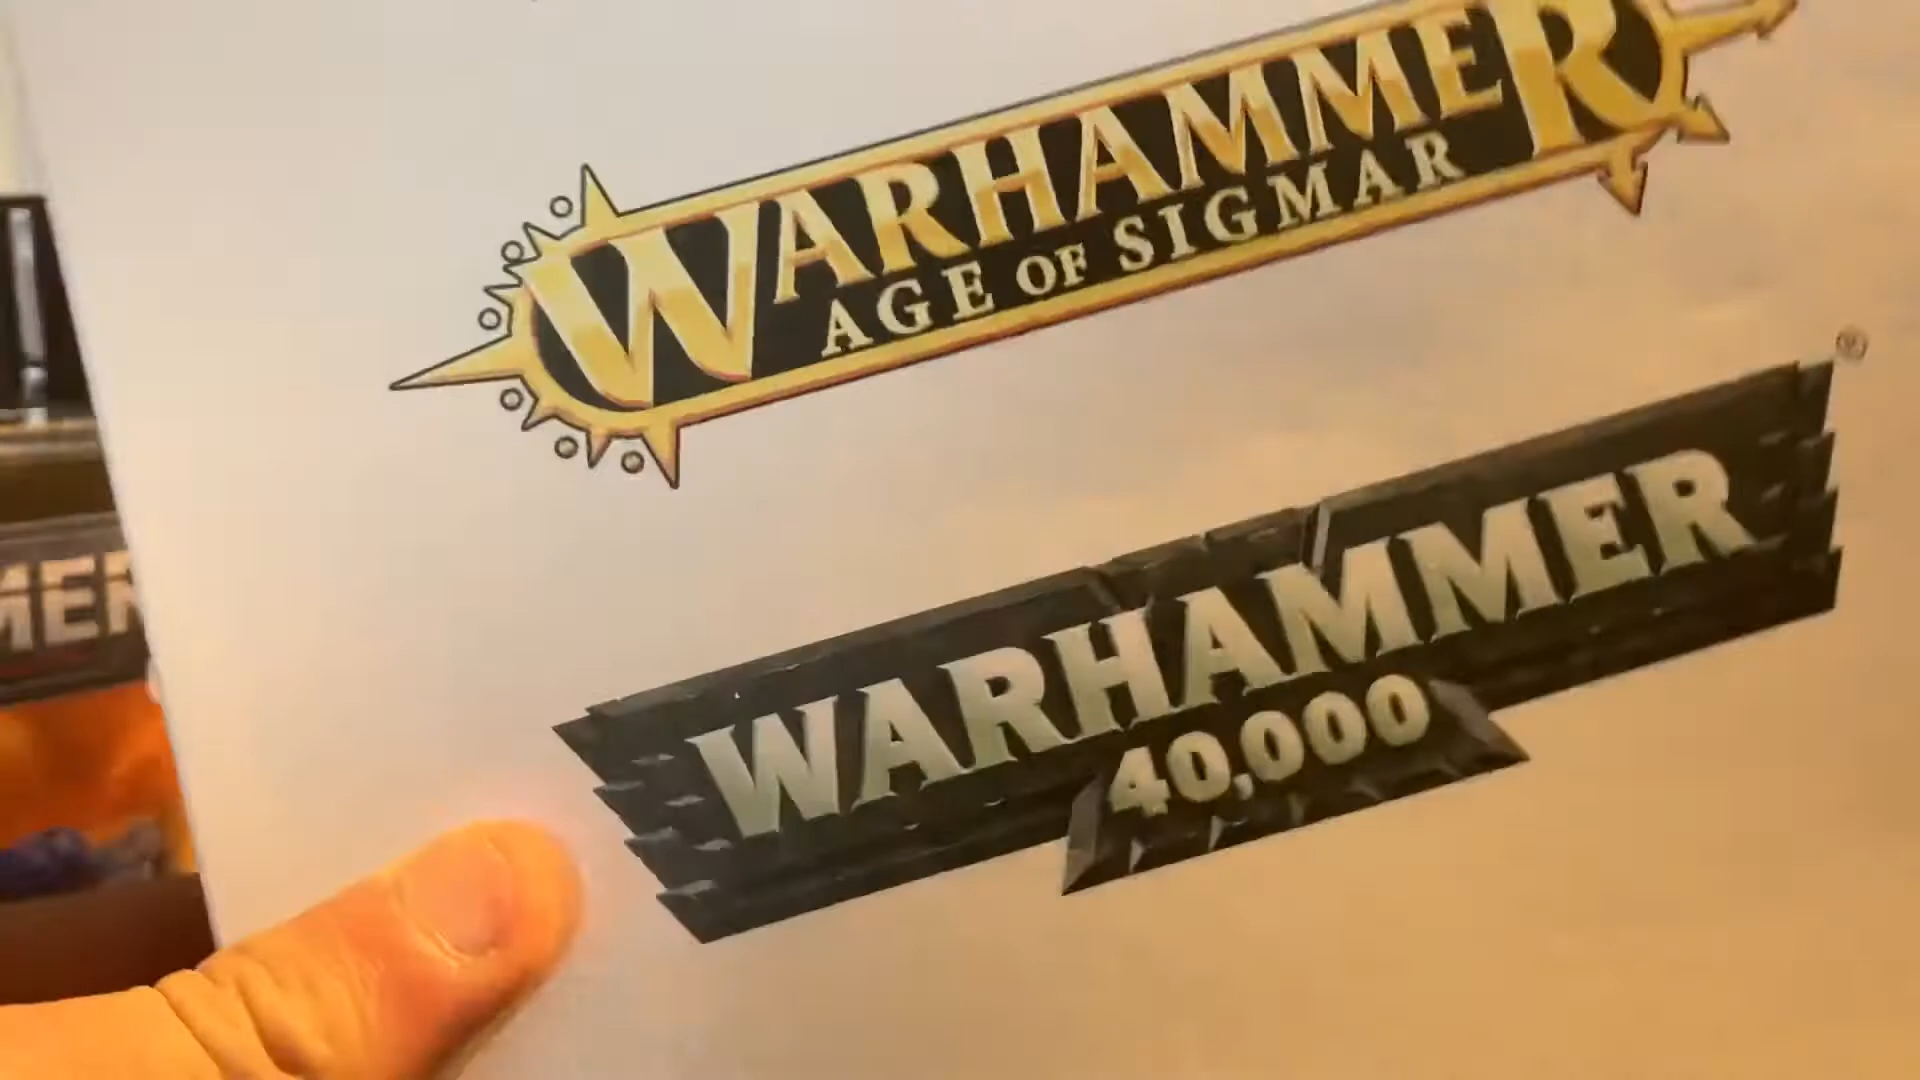 WARHAMMER
AGE OF SIGMAR
®
WARHAMMER
40,000